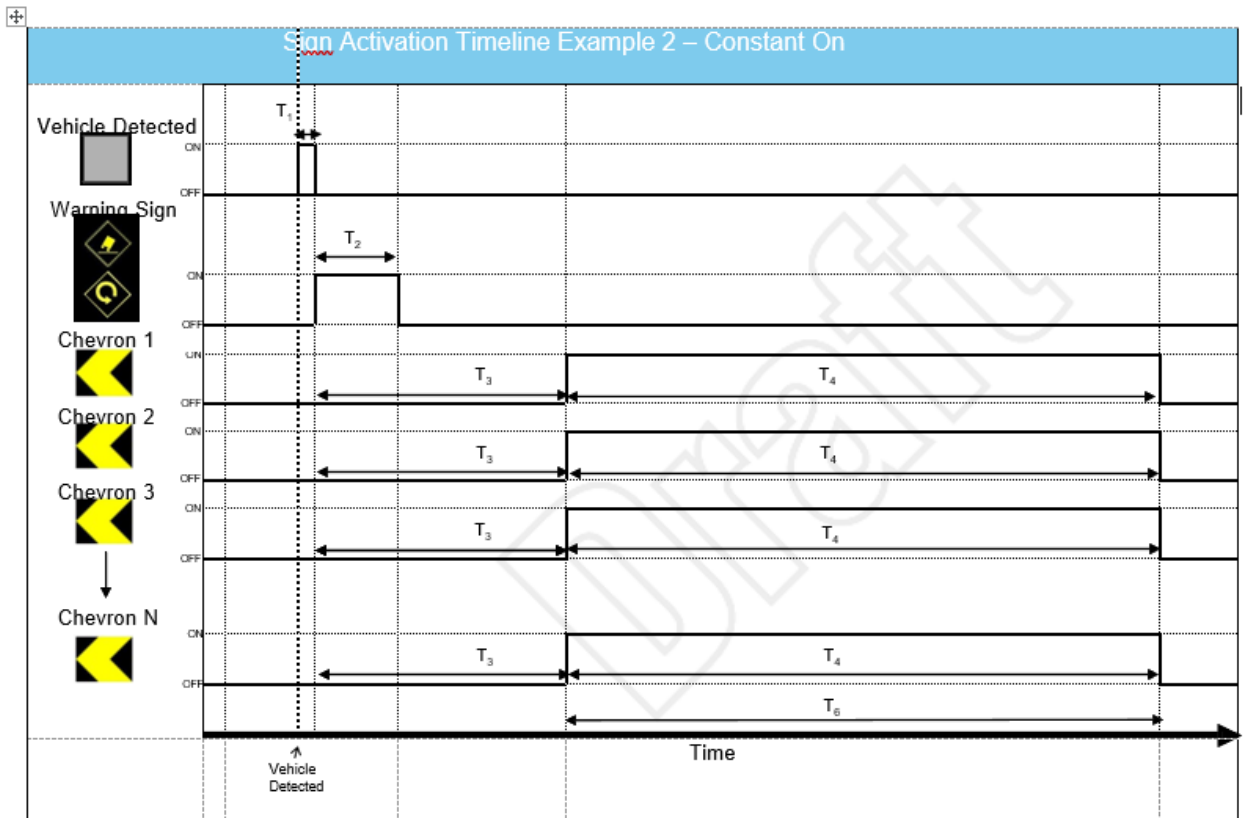 Sign Activation Timeline Example 2 – Constant On
T1
Vehicle Detected
ON
OFF
Warning Sign
T2
ON
OFF
Chevron 1
ON
T3
T4
OFF
Chevron 2
ON
T3
T4
OFF
Chevron 3
ON
T3
T4
OFF
Chevron N
ON
T3
T4
OFF
T6
Time
Vehicle
Detected
Draft